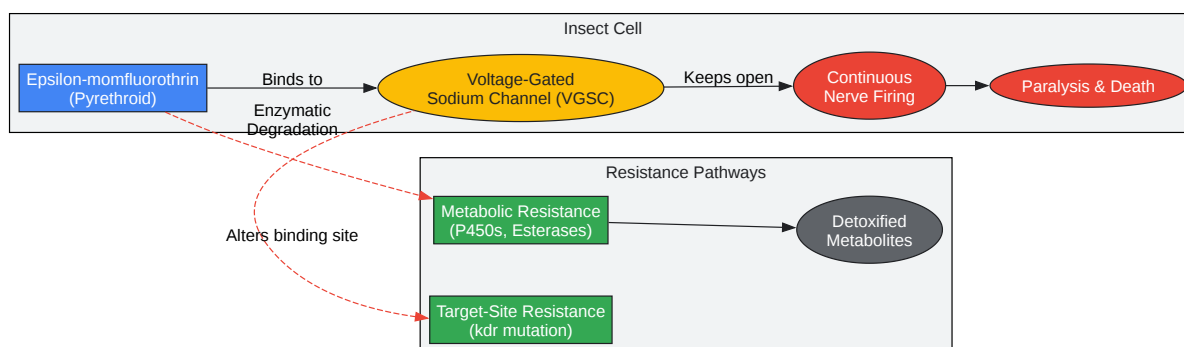 Insect Cell
Epsilon-momfluorothrin
(Pyrethroid)
Binds to
Voltage-Gated
Sodium Channel (VGSC)
Keeps open
Continuous
Nerve Firing
Paralysis & Death
Enzymatic
Degradation
Resistance Pathways
Metabolic Resistance
(P450s, Esterases)
Detoxified
Metabolites
Alters binding site
Target-Site Resistance
(kdr mutation)